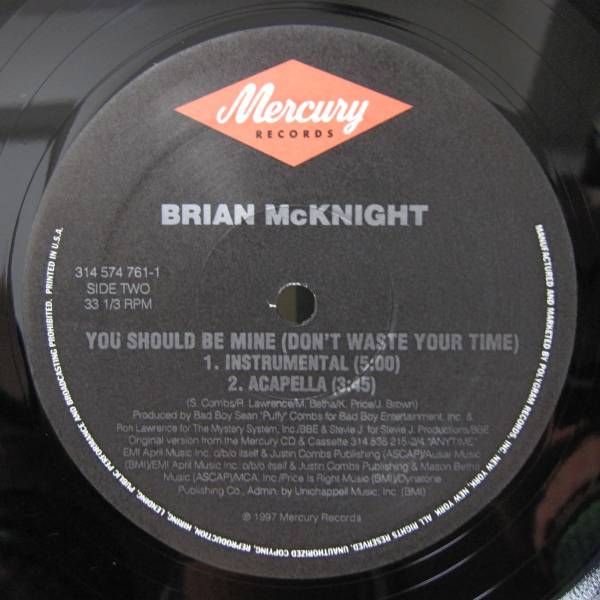 Mercury
RECORDS
BRIAN McKNIGHT
314 574 761-1
SIDE TWO
33 1/3 RPM
YOU SHOULD BE MINE (DON'T WASTE YOUR TIME)
1. INSTRUMENTAL (5:00)
2. ACAPELLA (3:45)
(S. Combs/R. Lawrence/M. Betha/K. Price/J. Brown)
Produced by Bad Boy Sean "Puffy" Combs for Bad Boy Entertainment, Inc. &
Ron Lawrence for The Mystery System, Inc./BBE & Stevie J. for Stevie J. Productions/BBE
Original version from the Mercury CD & Cassette 314 536 215-2/4 "ANYTIME"
EMI April Music Inc. o/b/o itself & Justin Combs Publishing (ASCAP)/Ausar Music
(BMI)/EMI April Music Inc. o/b/o itself & Justin Combs Publishing & Mason Betha
Music (ASCAP)/MCA, Inc./Price Is Right Music (BMI)/Dynatone
Publishing Co., Admin. by Unichappell Music, Inc. (BMI)
℗ 1997 Mercury Records
MANUFACTURED AND MARKETED BY POLYGRAM RECORDS, INC., NEW YORK, NEW YORK. ALL RIGHTS RESERVED. UNAUTHORIZED COPYING, REPRODUCTION, HIRING, LENDING, PUBLIC PERFORMANCE AND BROADCASTING PROHIBITED. PRINTED IN U.S.A.